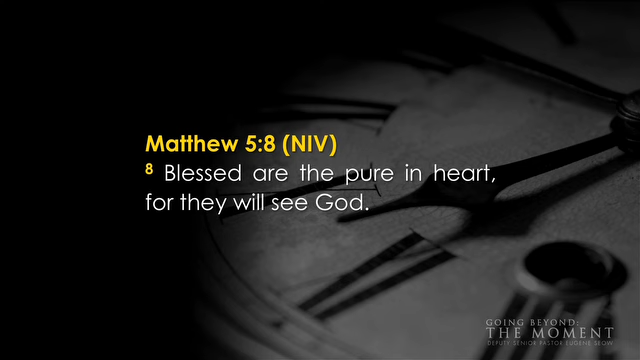 Matthew 5:8 (NIV)
8 Blessed are the pure in heart,
for they will see God.
GOING BEYOND:
THE MOMENT
DEPUTY SENIOR PASTOR EUGENE SEOW